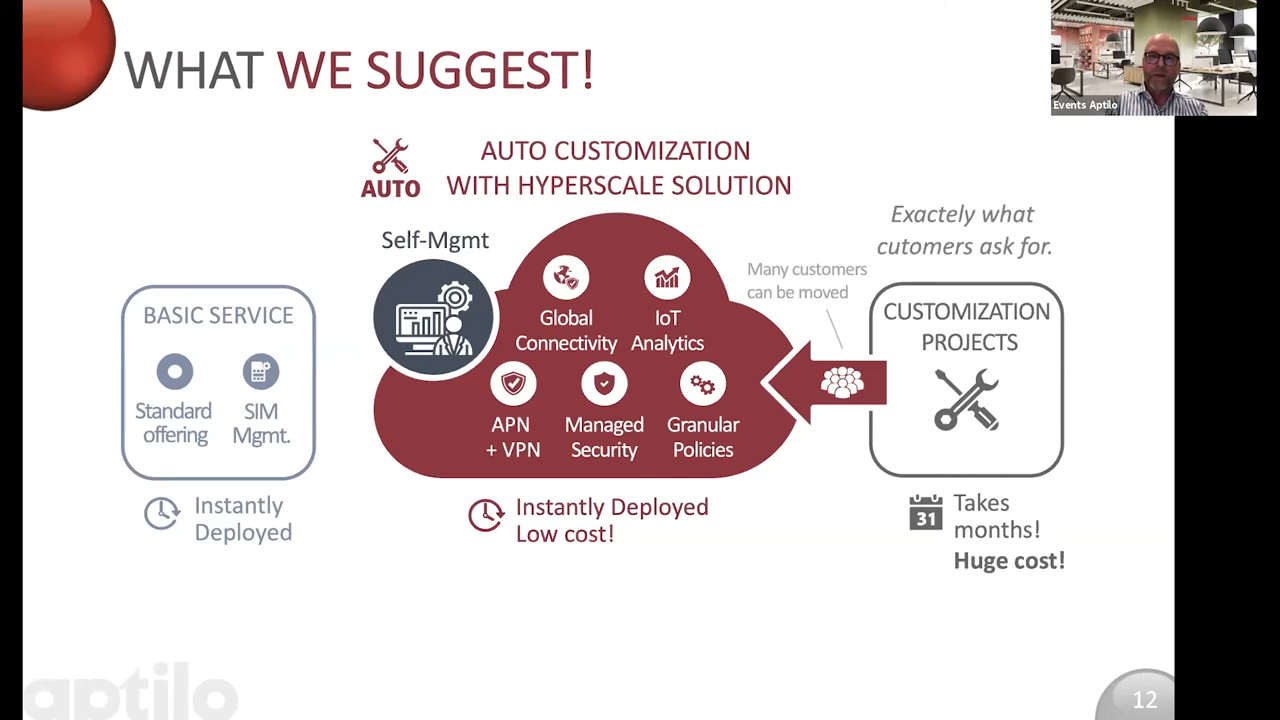 WHAT WE SUGGEST!
Events Aptilo
AUTO
AUTO CUSTOMIZATION
WITH HYPERSCALE SOLUTION
Exactely what
cutomers ask for.
Self-Mgmt
Many customers
can be moved
BASIC SERVICE
Standard
offering
SIM
Mgmt.
Global
Connectivity
IoT
Analytics
APN
+ VPN
Managed
Security
Granular
Policies
CUSTOMIZATION
PROJECTS
Instantly
Deployed
Instantly Deployed
Low cost!
31
Takes
months!
Huge cost!
aptilo
12